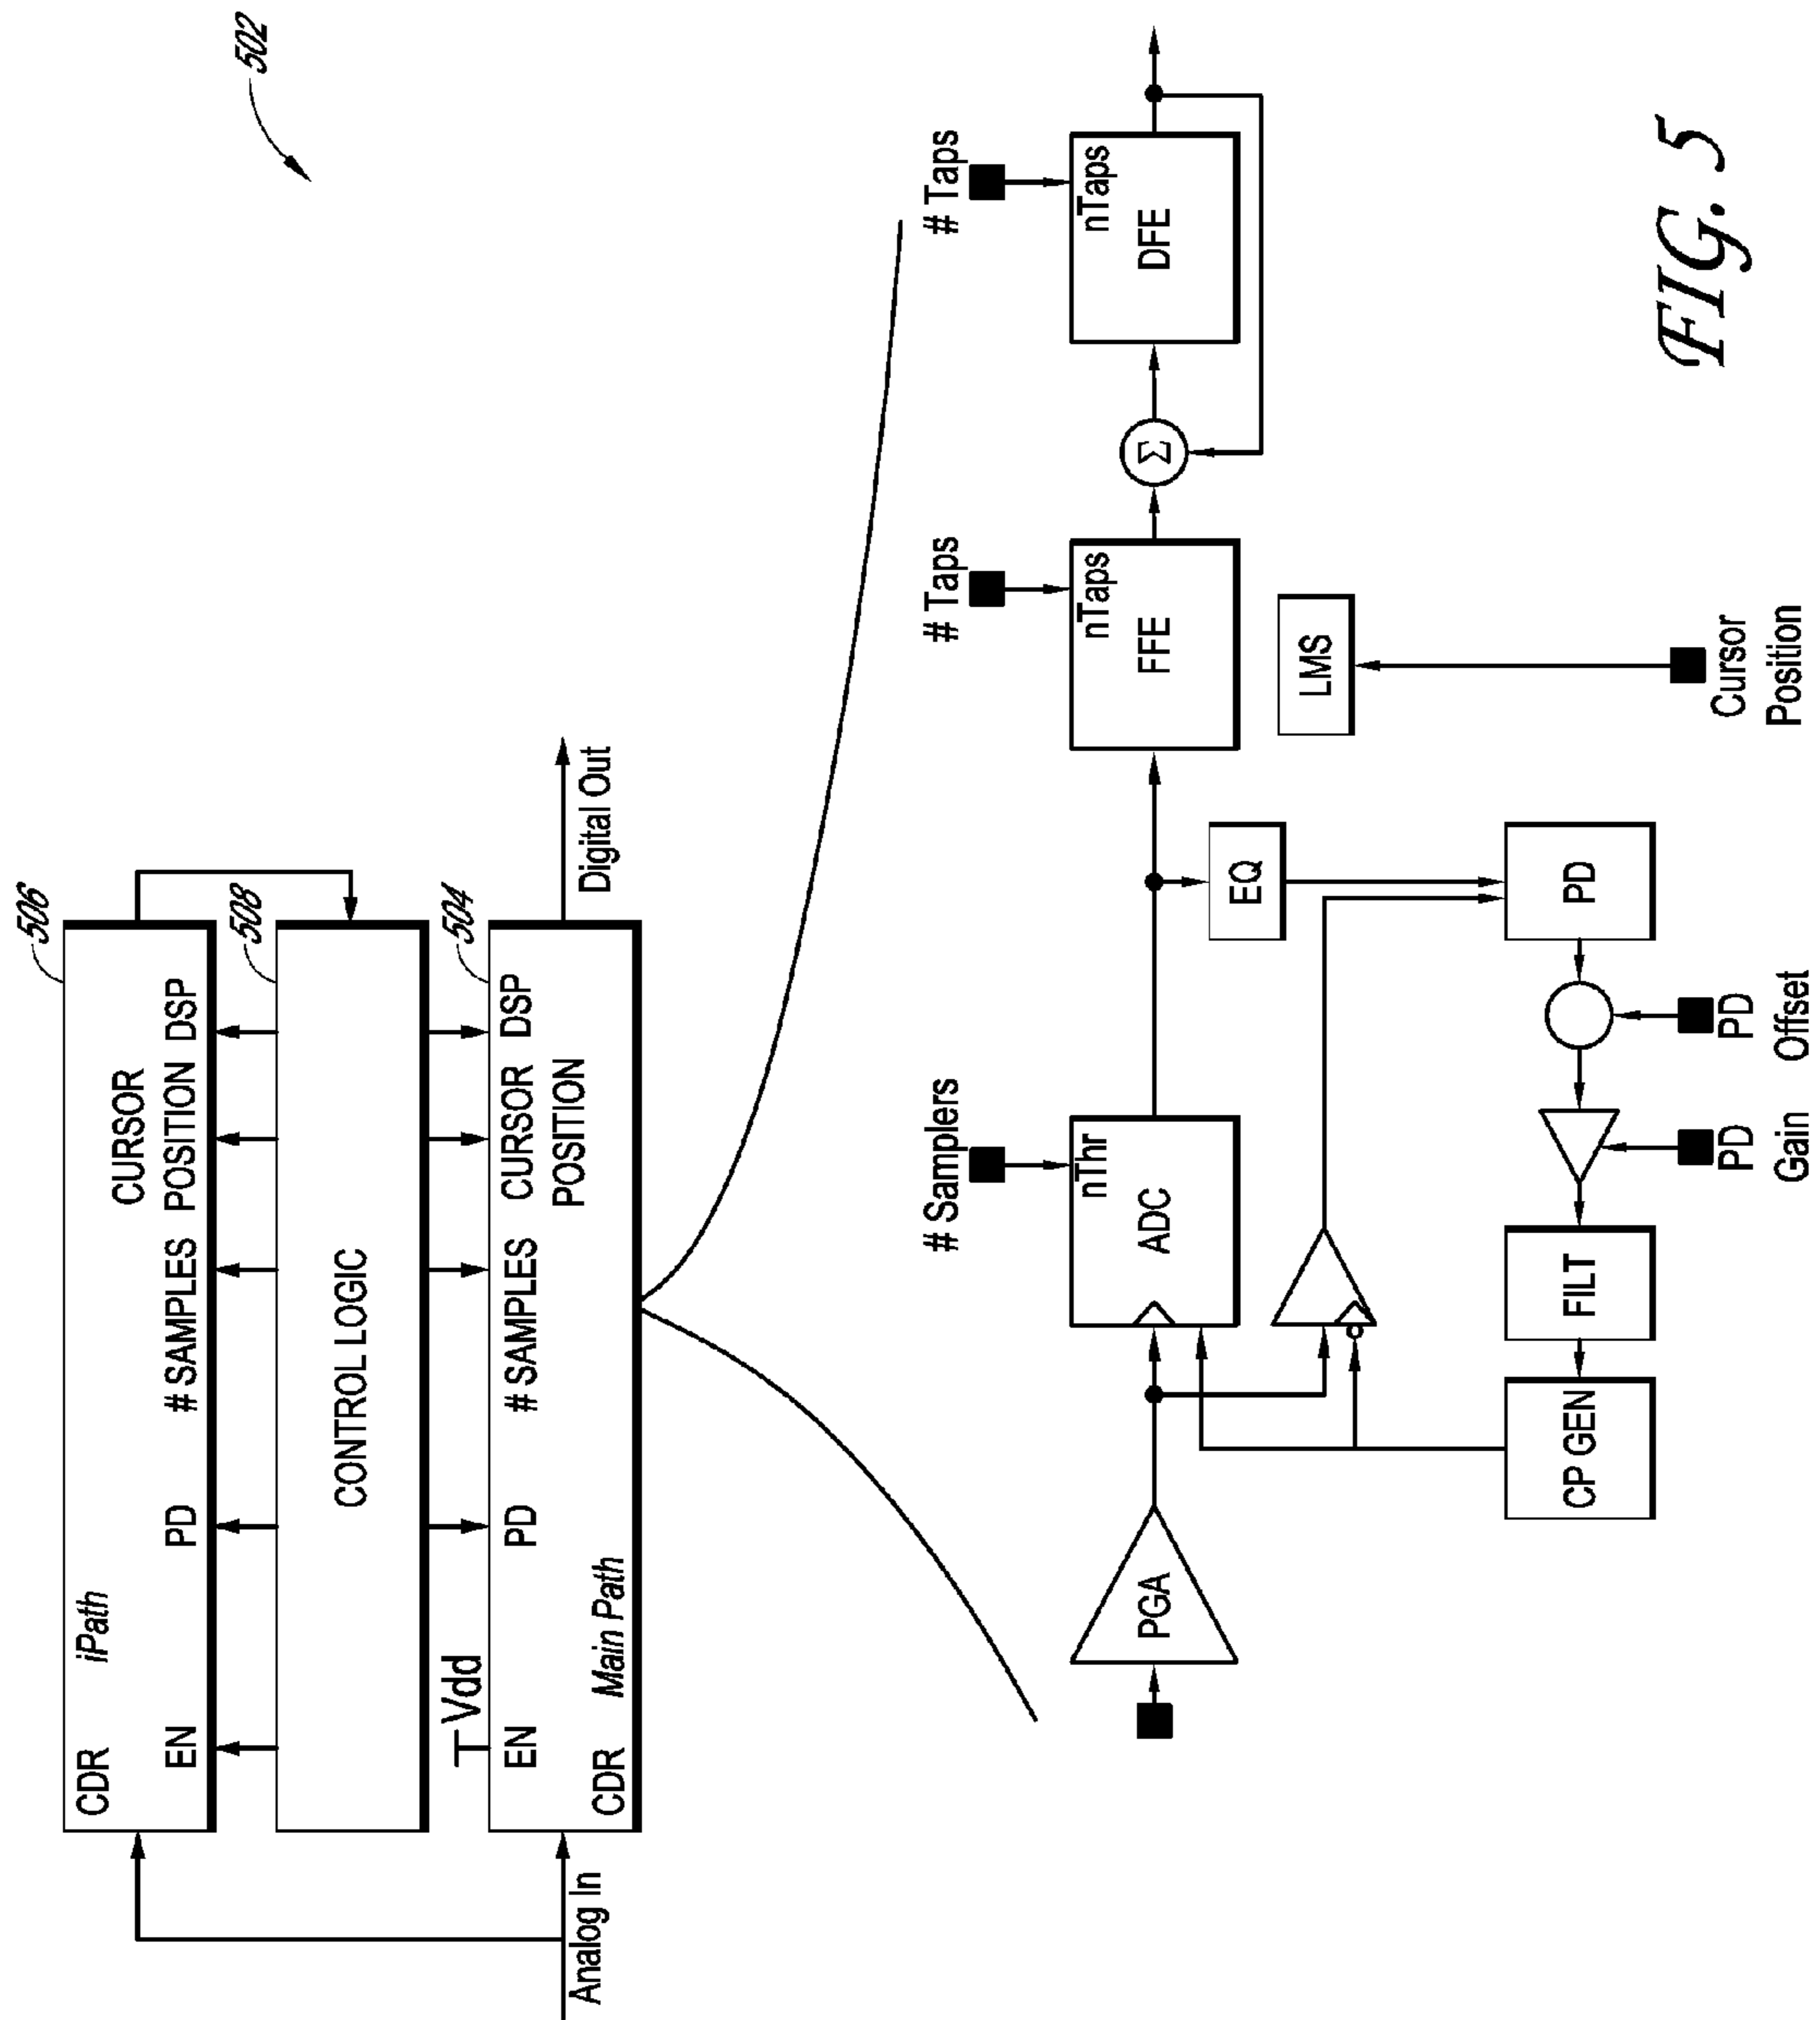 502
506
CDR
iPath
CURSOR
EN
PD
# SAMPLES
POSITION
DSP
508
CONTROL LOGIC
Vdd
504
EN
PD
# SAMPLES
CURSOR
DSP
POSITION
CDR
Main Path
Analog In
Digital Out
# Samplers
# Taps
# Taps
PGA
nThr
ADC
nTaps
FFE
Σ
nTaps
DFE
EQ
LMS
CP GEN
FILT
PD
PD
Gain
PD
Offset
Cursor
Position
FIG. 5